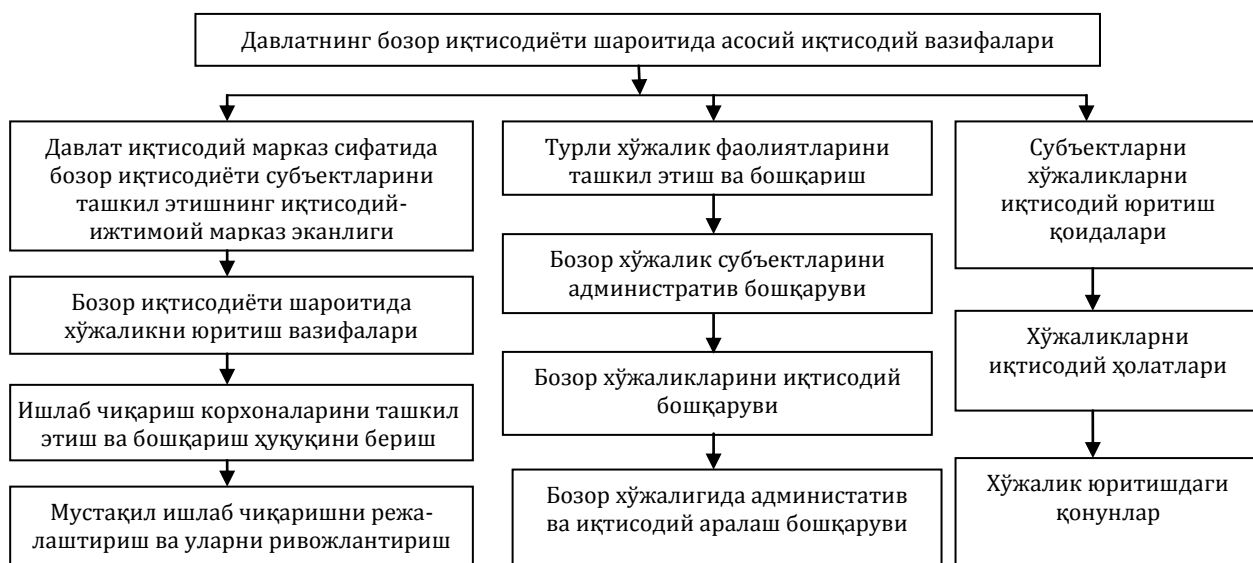 Давлатнинг бозор иқтисодиёти шароитида асосий иқтисодий вазифалари
Давлат иқтисодий марказ сифатида
бозор иқтисодиёти субъектларини
ташкил этишнинг иқтисодий-
ижтимоий марказ эканлиги
Бозор иқтисодиёти шароитида
хўжаликни юритиш вазифалари
Ишлаб чиқариш корхоналарини ташкил
этиш ва бошқариш ҳуқуқини бериш
Мустақил ишлаб чиқаришни режа-
лаштириш ва уларни ривожлантириш
Турли хўжалик фаолиятларини
ташкил этиш ва бошқариш
Бозор хўжалик субъектларини
административ бошқаруви
Бозор хўжаликларини иқтисодий
бошқаруви
Бозор хўжалигида администатив
ва иқтисодий аралаш бошқаруви
Субъектларни
хўжаликларни
иқтисодий юритиш
қоидалари
Хўжаликларни
иқтисодий ҳолатлари
Хўжалик юритишдаги
қонунлар